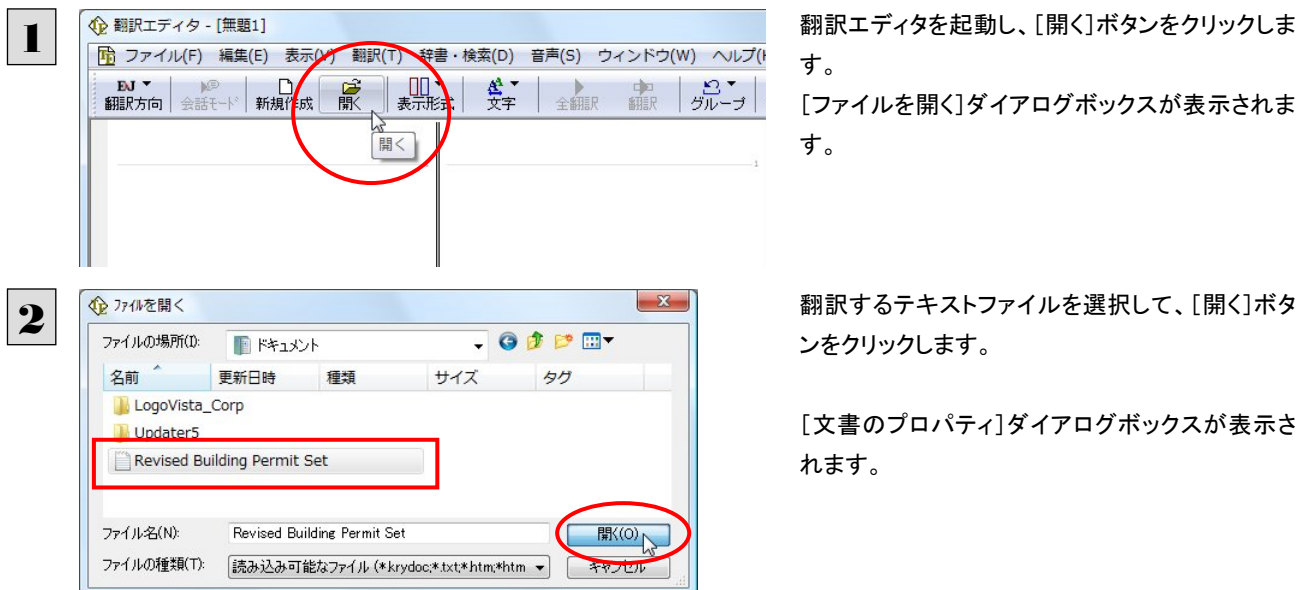 1
翻訳エディタ - [無題1]
ファイル(F) 編集(E) 表示(V) 翻訳(T) 辞書・検索(D) 音声(S) ウィンドウ(W) ヘルプ(H
EJ
翻訳方向 会話モード 新規作成 開く 表示形式 文字 全翻訳 翻訳 グループ
開く
1
翻訳エディタを起動し、[開く]ボタンをクリックしま
す。
[ファイルを開く]ダイアログボックスが表示されま
す。
2
ファイルを開く
ファイルの場所(I): ドキュメント
名前 更新日時 種類 サイズ タグ
LogoVista_Corp
Updater5
Revised Building Permit Set
ファイル名(N): Revised Building Permit Set 開く(O)
ファイルの種類(T): 読み込み可能なファイル (*.krydoc;*.txt;*.htm;*htm キャンセル
翻訳するテキストファイルを選択して、[開く]ボタ
ンをクリックします。
[文書のプロパティ]ダイアログボックスが表示さ
れます。